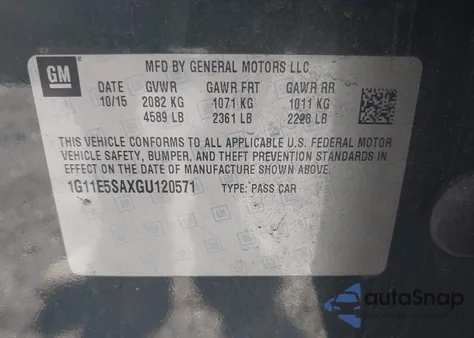 GM
MFD BY GENERAL MOTORS LLC
DATE GVWR GAWR FRT GAWR RR
10/15 2082 KG 1071 KG 1011 KG
4589 LB 2361 LB 2228 LB
THIS VEHICLE CONFORMS TO ALL APPLICABLE U.S. FEDERAL MOTOR
VEHICLE SAFETY, BUMPER, AND THEFT PREVENTION STANDARDS IN
EFFECT ON THE DATE OF MANUFACTURE SHOWN ABOVE.
1G11E5SAXGU120571 TYPE: PASS CAR
autoSnap